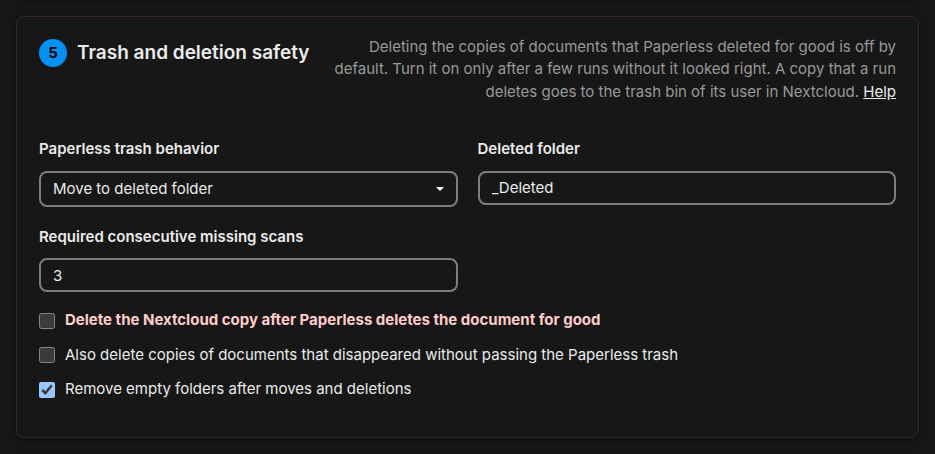 5 Trash and deletion safety
Deleting the copies of documents that Paperless deleted for good is off by
default. Turn it on only after a few runs without it looked right. A copy that a run
deletes goes to the trash bin of its user in Nextcloud. Help
Paperless trash behavior
Move to deleted folder
Deleted folder
_Deleted
Required consecutive missing scans
3
Delete the Nextcloud copy after Paperless deletes the document for good
Also delete copies of documents that disappeared without passing the Paperless trash
Remove empty folders after moves and deletions